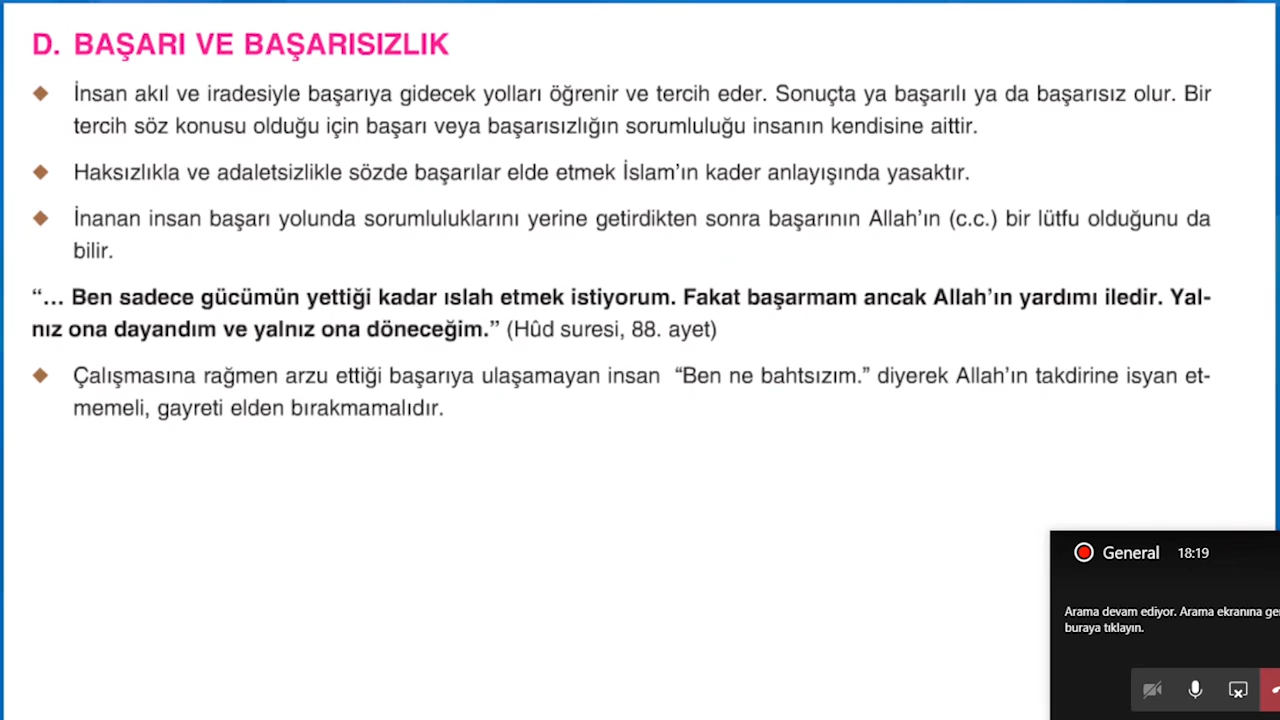 D. BAŞARI VE BAŞARISIZLIK
İnsan akıl ve iradesiyle başarıya gidecek yolları öğrenir ve tercih eder. Sonuçta ya başarılı ya da başarısız olur. Bir
tercih söz konusu olduğu için başarı veya başarısızlığın sorumluluğu insanın kendisine aittir.
Haksızlıkla ve adaletsizlikle sözde başarılar elde etmek İslam’ın kader anlayışında yasaktır.
İnanan insan başarı yolunda sorumluluklarını yerine getirdikten sonra başarının Allah’ın (c.c.) bir lütfu olduğunu da
bilir.
“... Ben sadece gücümün yettiği kadar ıslah etmek istiyorum. Fakat başarmam ancak Allah’ın yardımı iledir. Yal-
nız ona dayandım ve yalnız ona döneceğim.” (Hûd suresi, 88. ayet)
Çalışmasına rağmen arzu ettiği başarıya ulaşamayan insan “Ben ne bahtsızım.” diyerek Allah’ın takdirine isyan et-
memeli, gayreti elden bırakmamalıdır.
General 18:19
Arama devam ediyor. Arama ekranına
buraya tıklayın.